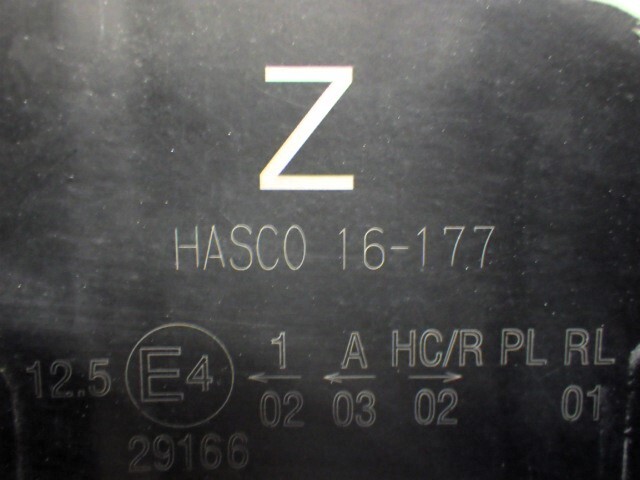 Z
HASCO 16-177
12.5 E4 1 A HC/R PL RL
← ← →
02 03 02 01
29166